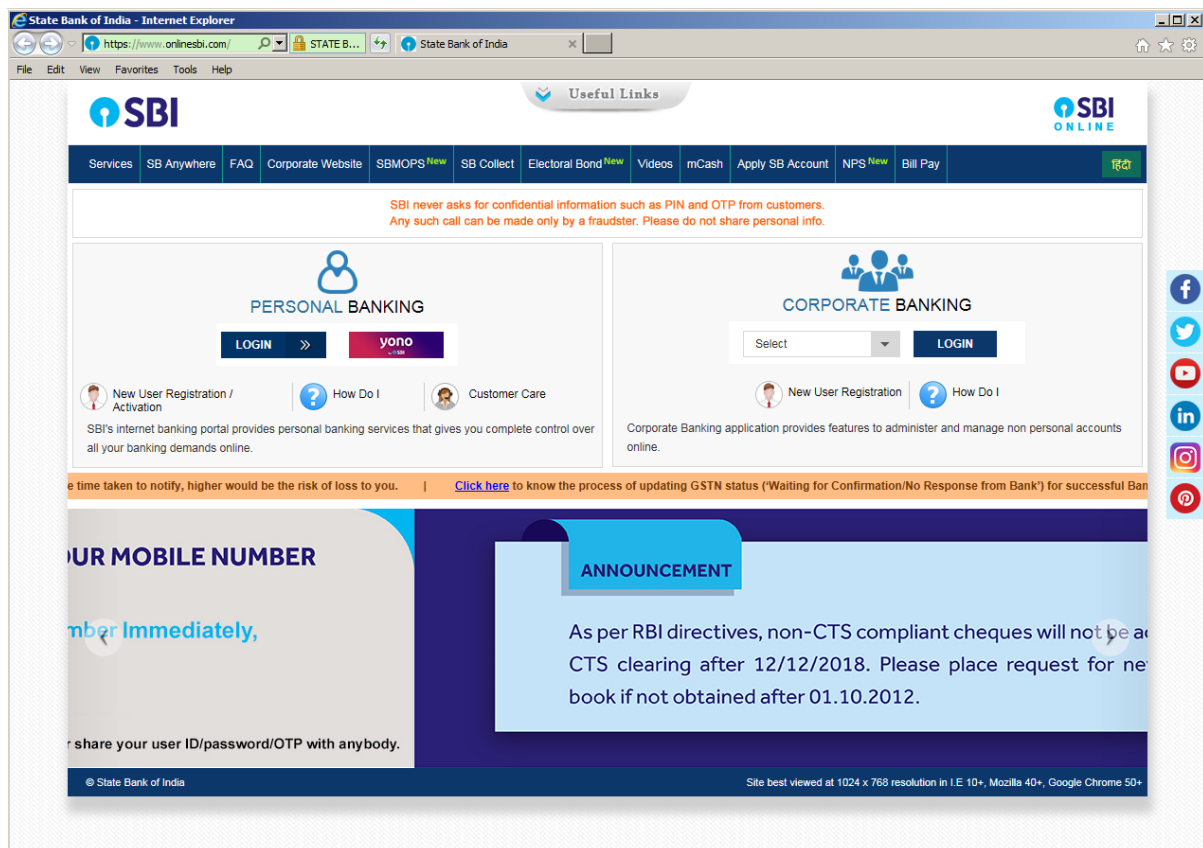 State Bank of India - Internet Explorer
https://www.onlinesbi.com/ STATE B... State Bank of India
File Edit View Favorites Tools Help
Useful Links
SBI
SBI
ONLINE
Services SB Anywhere FAQ Corporate Website SBMOPS New SB Collect Electoral Bond New Videos mCash Apply SB Account NPS New Bill Pay हिंदी
SBI never asks for confidential information such as PIN and OTP from customers.
Any such call can be made only by a fraudster. Please do not share personal info.
PERSONAL BANKING
LOGIN yono
by SBI
New User Registration /
Activation
How Do I
Customer Care
SBI's internet banking portal provides personal banking services that gives you complete control over
all your banking demands online.
CORPORATE BANKING
Select LOGIN
New User Registration How Do I
Corporate Banking application provides features to administer and manage non personal accounts
online.
e time taken to notify, higher would be the risk of loss to you. | Click here to know the process of updating GSTN status (‘Waiting for Confirmation/No Response from Bank’) for successful Ban
UR MOBILE NUMBER
mber Immediately,
r share your user ID/password/OTP with anybody.
ANNOUNCEMENT
As per RBI directives, non-CTS compliant cheques will not be a
CTS clearing after 12/12/2018. Please place request for ne
book if not obtained after 01.10.2012.
© State Bank of India
Site best viewed at 1024 x 768 resolution in I.E 10+, Mozilla 40+, Google Chrome 50+